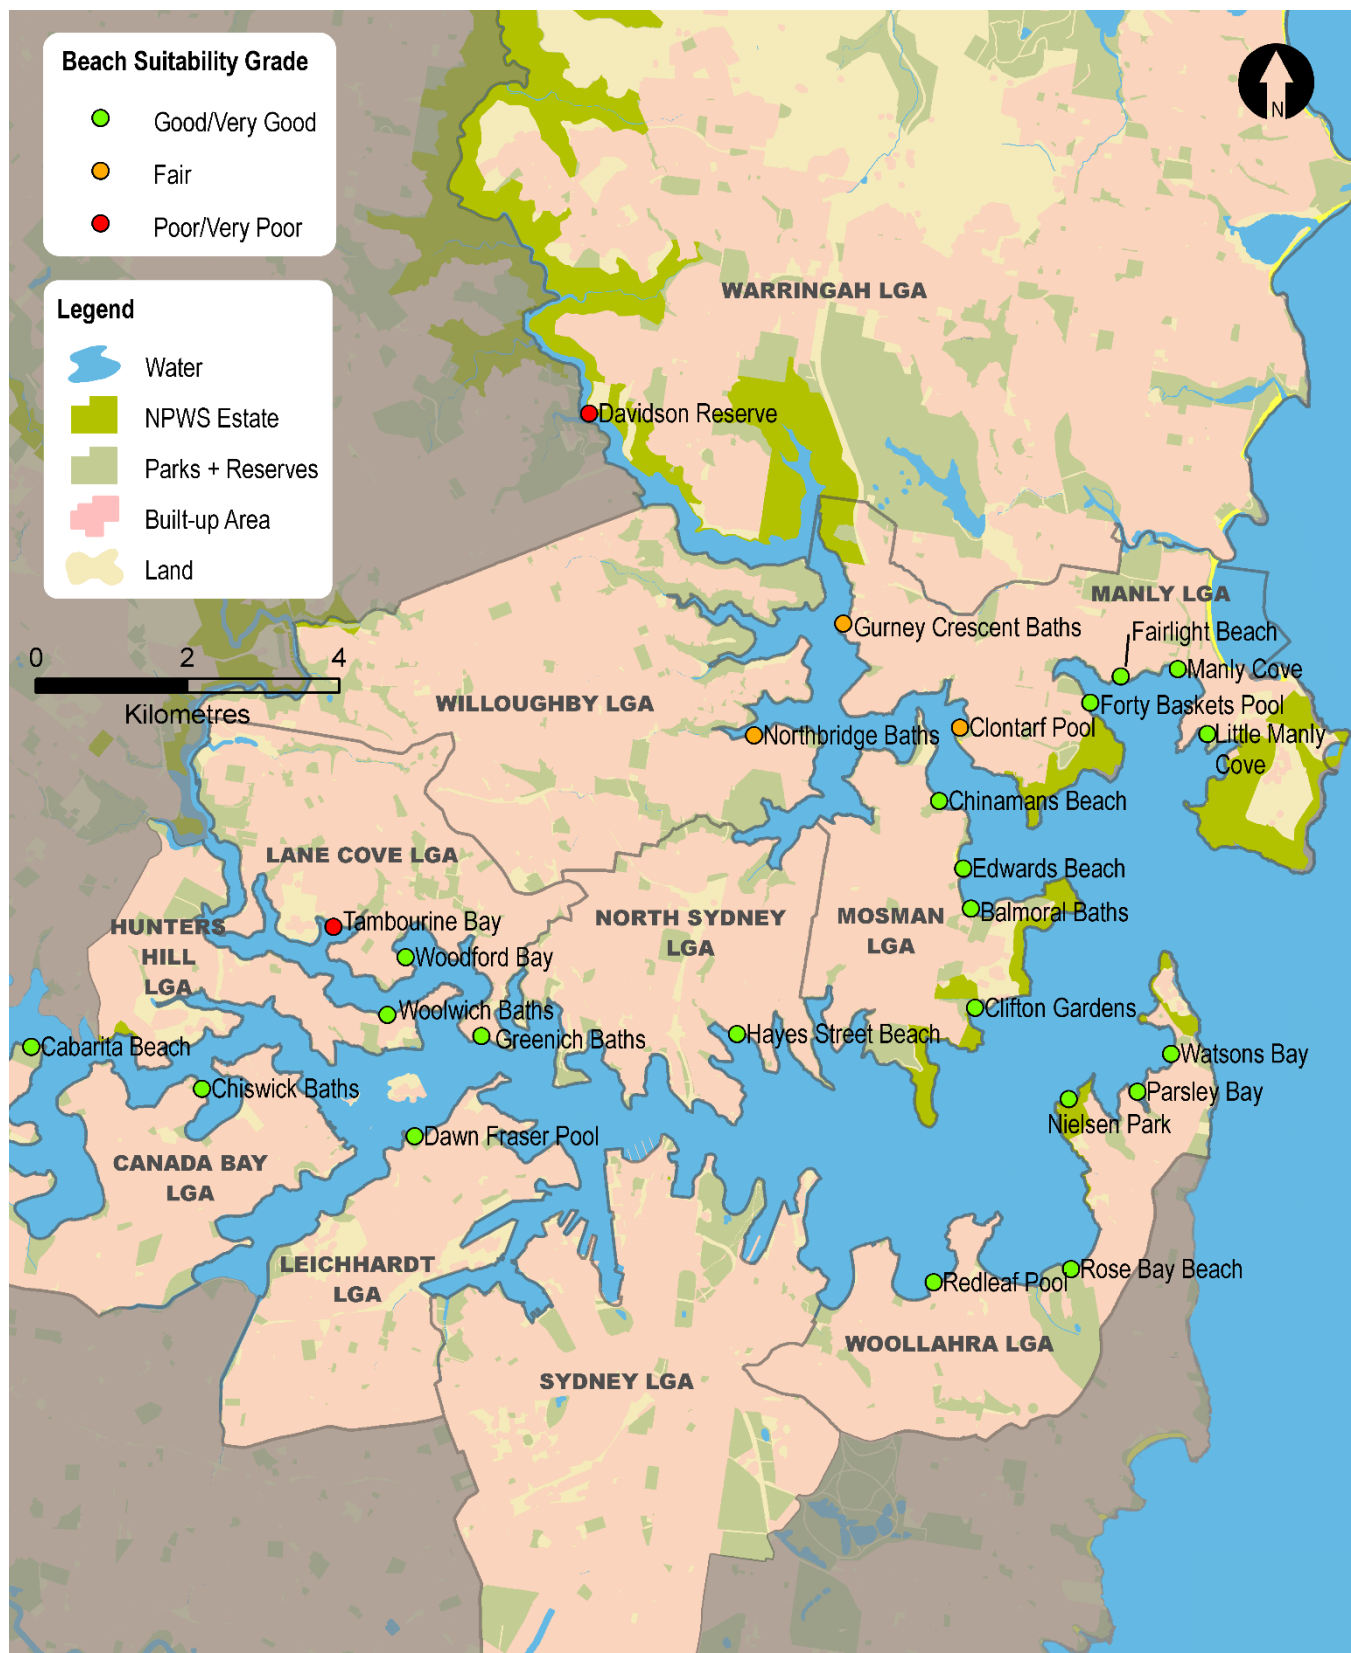 Beach Suitability Grade
Good/Very Good
Fair
Poor/Very Poor
N
Legend
Water
NPWS Estate
Parks + Reserves
Built-up Area
Land
0 2 4
Kilometres
WARRINGAH LGA
Davidson Reserve
MANLY LGA
Gurney Crescent Baths
Fairlight Beach
Manly Cove
WILLOUGHBY LGA
Forty Baskets Pool
Northbridge Baths
Clontarf Pool
Little Manly
Cove
Chinamans Beach
LANE COVE LGA
Edwards Beach
Balmoral Baths
Tambourine Bay
HUNTERS
HILL
LGA
NORTH SYDNEY
LGA
MOSMAN
LGA
Woodford Bay
Woolwich Baths
Clifton Gardens
Greenich Baths
Hayes Street Beach
Cabarita Beach
Watsons Bay
Chiswick Baths
Parsley Bay
Nielsen Park
Dawn Fraser Pool
CANADA BAY
LGA
LEICHHARDT
LGA
Redleaf Pool
Rose Bay Beach
WOOLLAHRA LGA
SYDNEY LGA